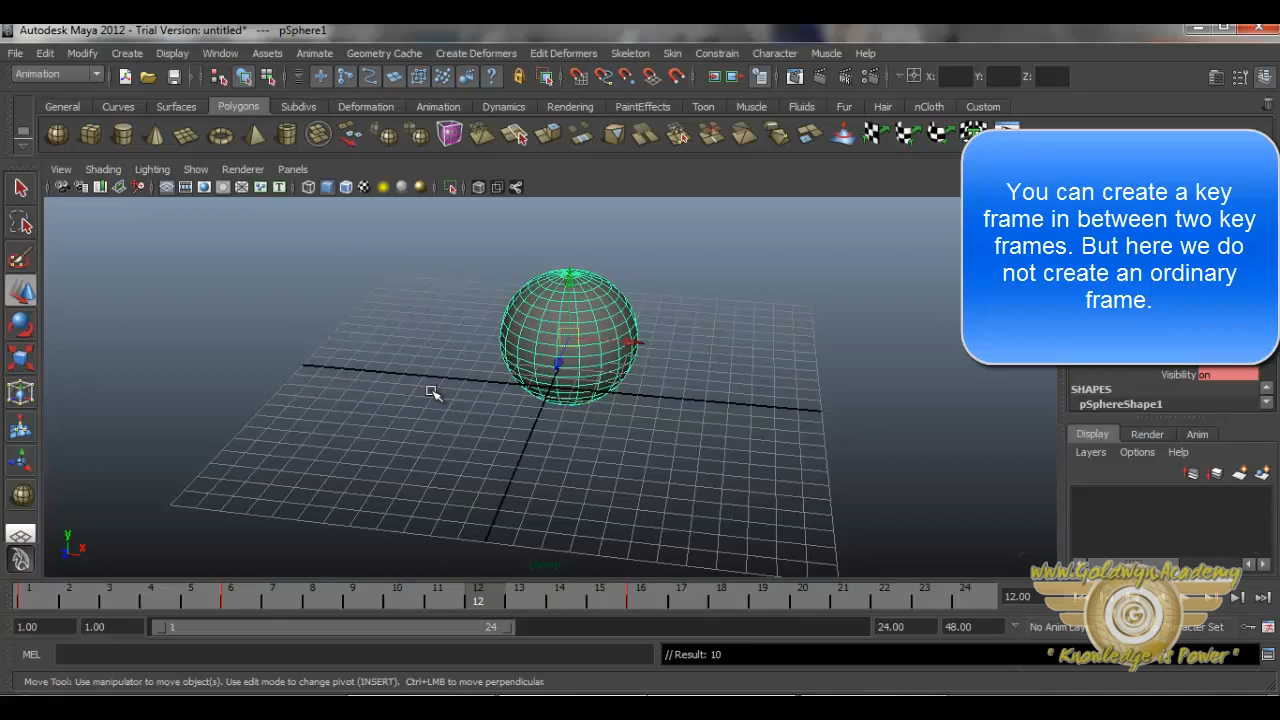 Autodesk Maya 2012 - Trial Version: untitled* --- pSphere1
File Edit Modify Create Display Window Assets Animate Geometry Cache Create Deformers Edit Deformers Skeleton Skin Constrain Character Muscle Help
Animation X: Y: Z:
General Curves Surfaces Polygons Subdivs Deformation Animation Dynamics Rendering PaintEffects Toon Muscle Fluids Fur Hair nCloth Custom
View Shading Lighting Show Renderer Panels
You can create a key
frame in between two key
frames. But here we do
not create an ordinary
frame.
Visibility on
SHAPES
pSphereShape1
Display Render Anim
Layers Options Help
y
x
persp
www.GoldwynAcademy
G
" Knowledge is Power "
1 2 3 4 5 6 7 8 9 10 11 12 13 14 15 16 17 18 19 20 21 22 23 24
12
12.00
1.00 1.00 1 24 24.00 48.00 No Anim Lay aracter Set
MEL // Result: 10
Move Tool: Use manipulator to move object(s). Use edit mode to change pivot (INSERT). Ctrl+LMB to move perpendicular.